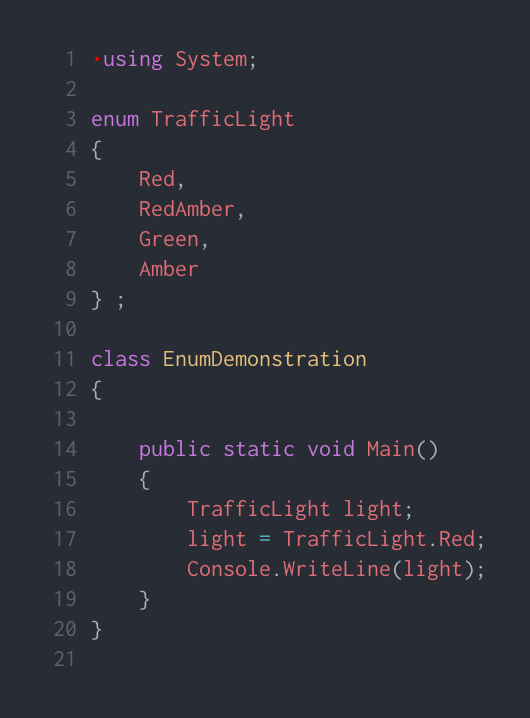 1 using System;
2
3 enum TrafficLight
4 {
5     Red,
6     RedAmber,
7     Green,
8     Amber
9 } ;
10
11 class EnumDemonstration
12 {
13
14     public static void Main()
15     {
16         TrafficLight light;
17         light = TrafficLight.Red;
18         Console.WriteLine(light);
19     }
20 }
21